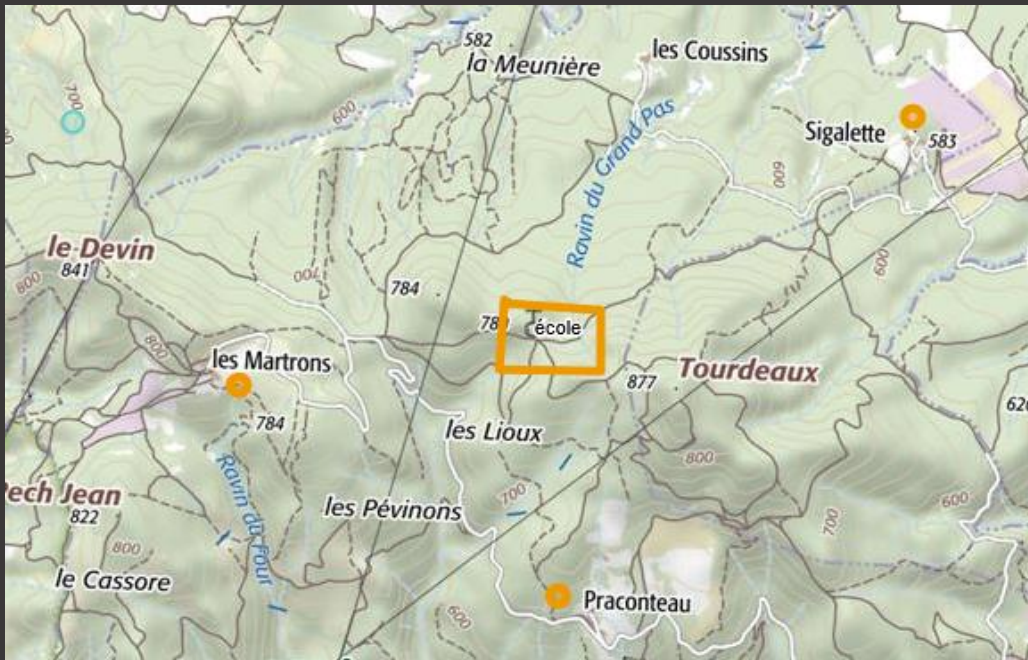 582
la Meunière
les Coussins
700
600
Sigalette
583
Ravin du Grand Pas
600
le Devin
841
800
700
784
600
école
800
les Martrons
877
Tourdeaux
784
les Lioux
800
Ravin du Four
Pech Jean
822
700
les Pévinons
600
700
800
le Cassore
600
Praconteau